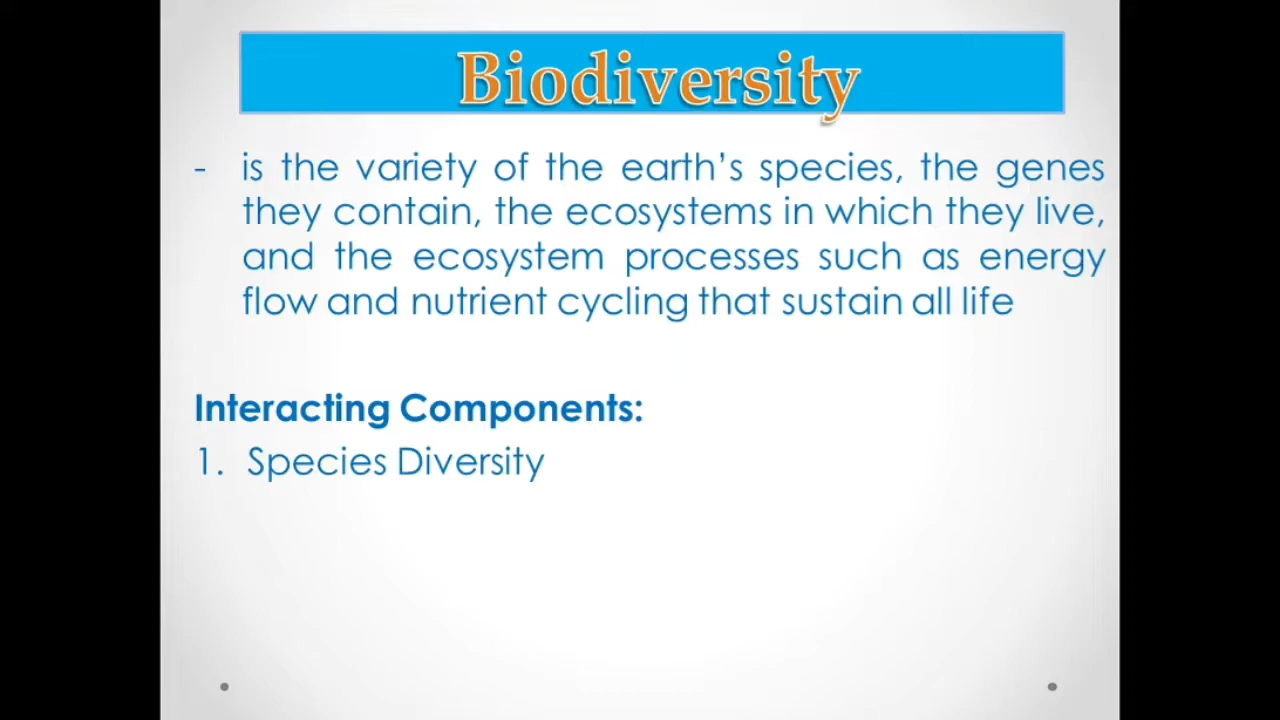 Biodiversity
- is the variety of the earth’s species, the genes
they contain, the ecosystems in which they live,
and the ecosystem processes such as energy
flow and nutrient cycling that sustain all life
Interacting Components:
1. Species Diversity